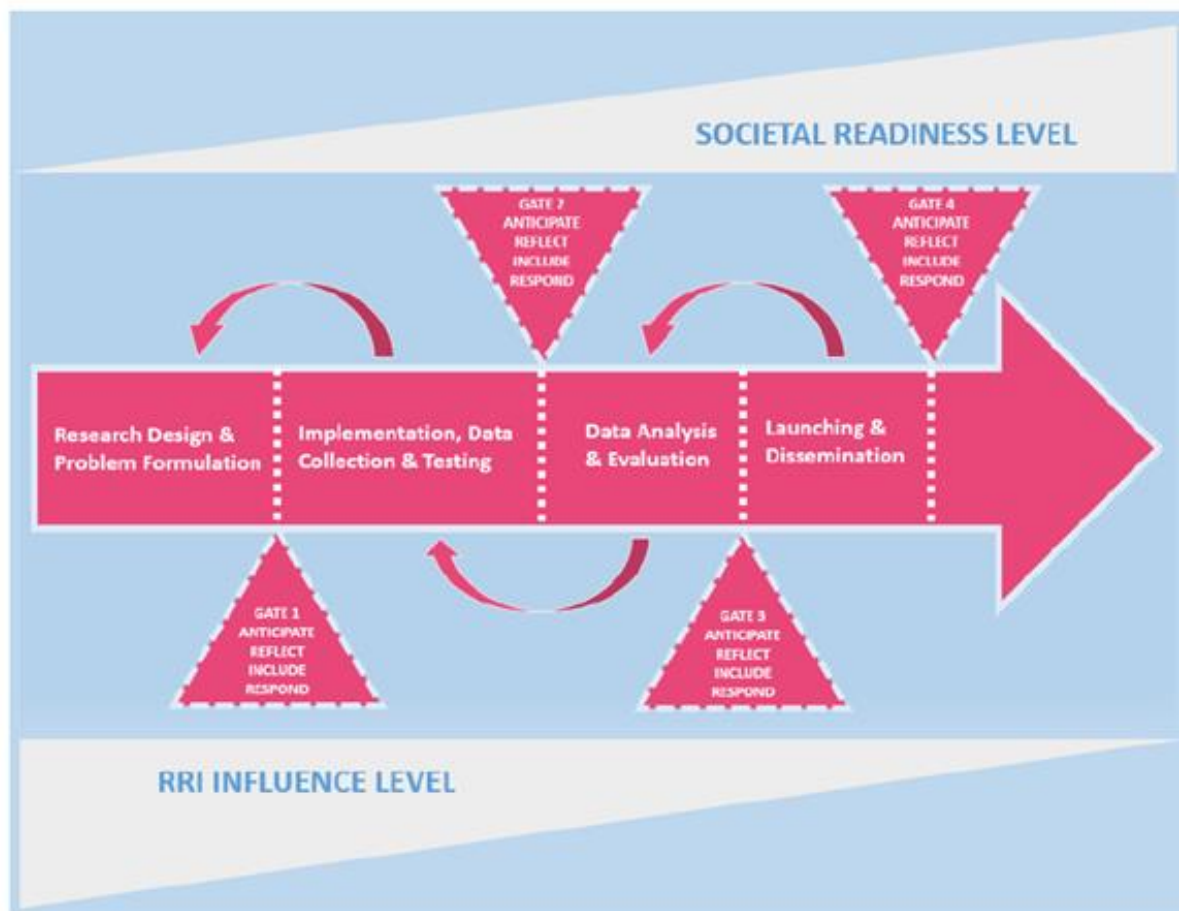 SOCIETAL READINESS LEVEL
GATE 2
ANTICIPATE
REFLECT
INCLUDE
RESPOND
GATE 4
ANTICIPATE
REFLECT
INCLUDE
RESPOND
Research Design &
Problem Formulation
Implementation, Data
Collection & Testing
Data Analysis
& Evaluation
Launching &
Dissemination
GATE 1
ANTICIPATE
REFLECT
INCLUDE
RESPOND
GATE 3
ANTICIPATE
REFLECT
INCLUDE
RESPOND
RRI INFLUENCE LEVEL